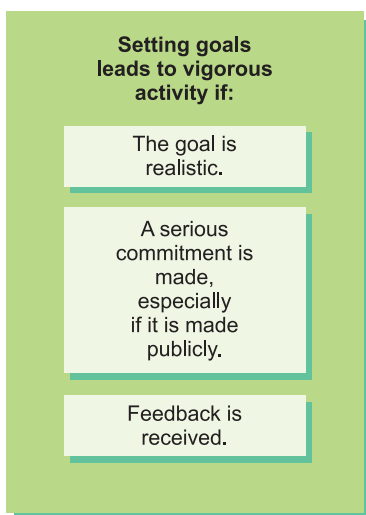 Setting goals
leads to vigorous
activity if:
The goal is
realistic.
A serious
commitment is
made,
especially
if it is made
publicly.
Feedback is
received.